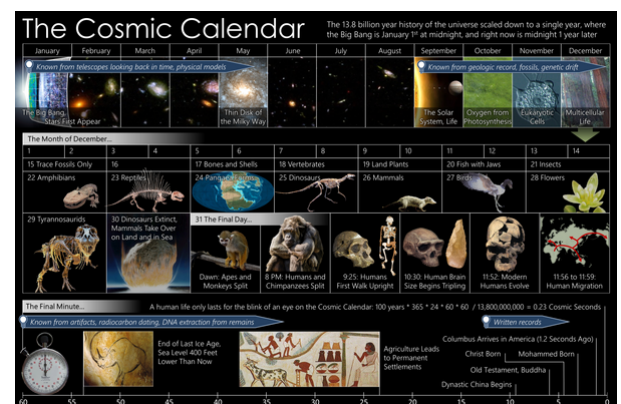 The Cosmic Calendar
The 13.8 billion year history of the universe scaled down to a single year, where
the Big Bang is January 1st at midnight, and right now is midnight 1 year later
January February March April May June July August September October November December
Known from telescopes looking back in time, physical models
Known from geologic record, fossils, genetic drift
The Big Bang,
Stars First Appear
Thin Disk of
the Milky Way
The Solar
System, Life
Oxygen from
Photosynthesis
Eukaryotic
Cells
Multicellular
Life
The Month of December...
1 2 3 4 5 6 7 8 9 10 11 12 13 14
15 Trace Fossils Only 16 17 Bones and Shells 18 Vertebrates 19 Land Plants 20 Fish with Jaws 21 Insects
22 Amphibians 23 Reptiles 24 Pangaea Forms 25 Dinosaurs 26 Mammals 27 Birds 28 Flowers
29 Tyrannosaurids
30 Dinosaurs Extinct,
Mammals Take Over
on Land and in Sea
31 The Final Day...
Dawn: Apes and
Monkeys Split
8 PM: Humans and
Chimpanzees Split
9:25: Humans
First Walk Upright
10:30: Human Brain
Size Begins Tripling
11:52: Modern
Humans Evolve
11:56 to 11:59:
Human Migration
The Final Minute...
A human life only lasts for the blink of an eye on the Cosmic Calendar: 100 years * 365 * 24 * 60 * 60 / 13,800,000,000 = 0.23 Cosmic Seconds
Known from artifacts, radiocarbon dating, DNA extraction from remains
Written records
End of Last Ice Age,
Sea Level 400 Feet
Lower Than Now
Agriculture Leads
to Permanent
Settlements
Columbus Arrives in America (1.2 Seconds Ago)
Christ Born
Mohammed Born
Old Testament, Buddha
Dynastic China Begins
60 55 50 45 40 35 30 25 20 15 10 5 0